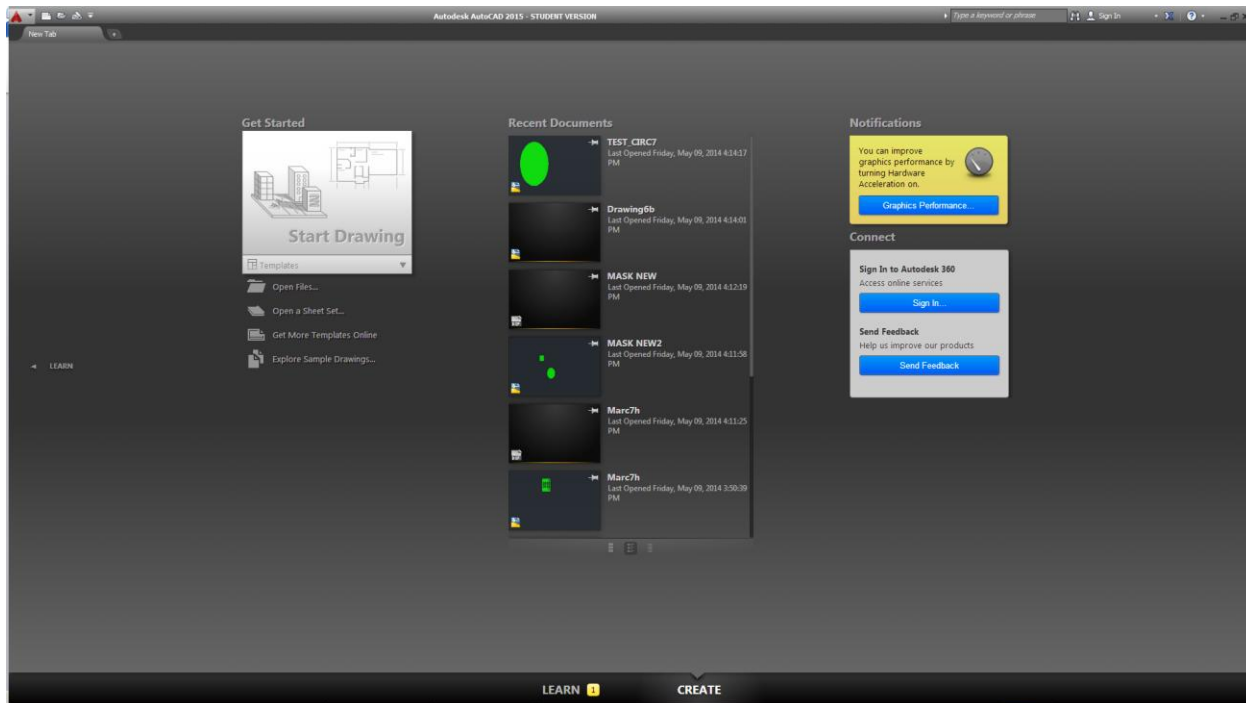 Autodesk AutoCAD 2015 - STUDENT VERSION
Type a keyword or phrase
Sign In
New Tab
Get Started
Start Drawing
Templates
Open Files...
Open a Sheet Set...
Get More Templates Online
Explore Sample Drawings...
LEARN
Recent Documents
TEST_CIRC7
Last Opened Friday, May 09, 2014 4:14:17
PM
Drawing6b
Last Opened Friday, May 09, 2014 4:14:01
PM
MASK NEW
Last Opened Friday, May 09, 2014 4:12:19
PM
MASK NEW2
Last Opened Friday, May 09, 2014 4:11:58
PM
Marc7h
Last Opened Friday, May 09, 2014 4:11:25
PM
Marc7h
Last Opened Friday, May 09, 2014 3:50:39
PM
Notifications
You can improve
graphics performance by
turning Hardware
Acceleration on.
Graphics Performance...
Connect
Sign In to Autodesk 360
Access online services
Sign In...
Send Feedback
Help us improve our products
Send Feedback
LEARN 1
CREATE